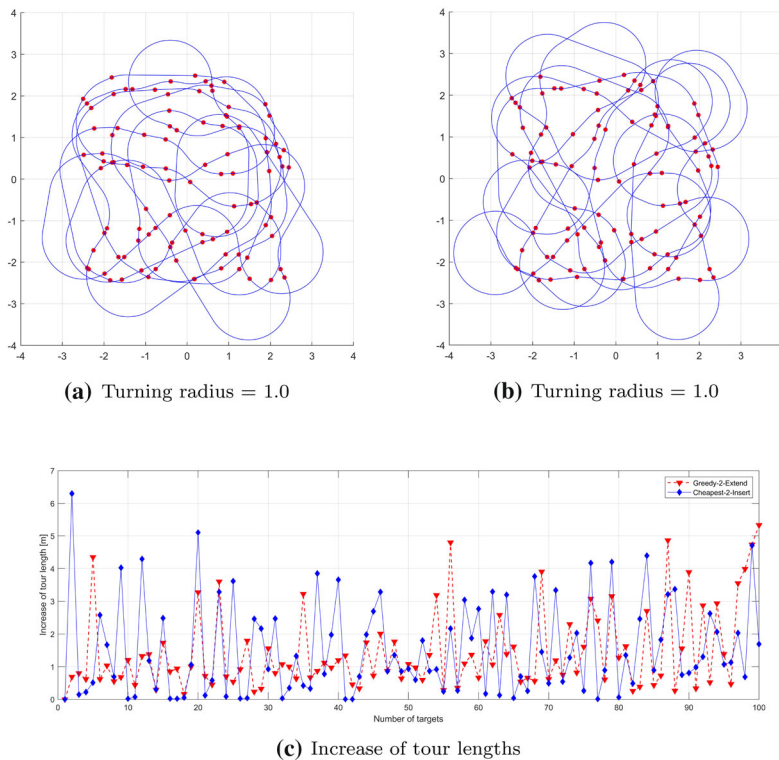 4
3
2
1
0
-1
-2
-3
-4
-4 -3 -2 -1 0 1 2 3 4
(a) Turning radius = 1.0
4
3
2
1
0
-1
-2
-3
-4
-4 -3 -2 -1 0 1 2 3
(b) Turning radius = 1.0
7
6
5
4
3
2
1
0
Increase of tour length [m]
Greedy-2-Extend
Cheapest-2-Insert
0 10 20 30 40 50 60 70 80 90 100
Number of targets
(c) Increase of tour lengths